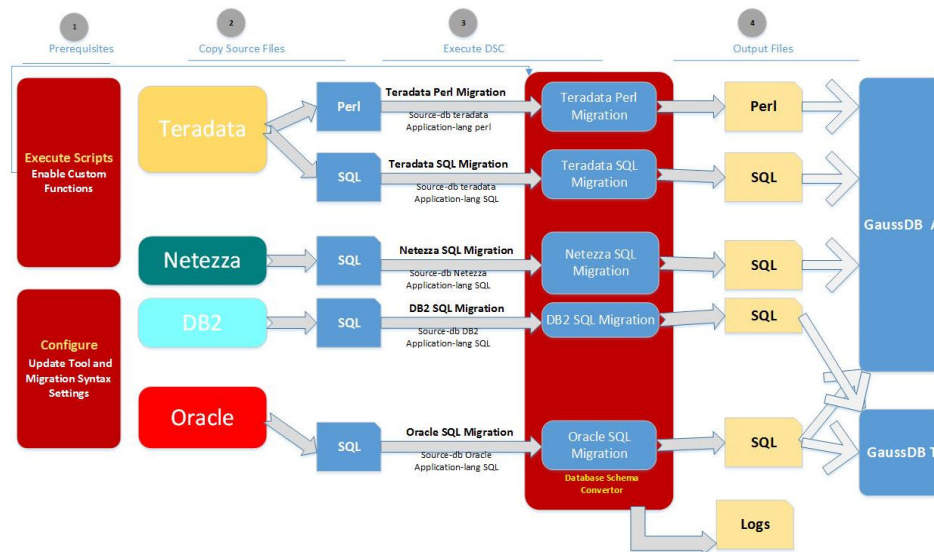 1
2
3
4
Prerequisites
Copy Source Files
Execute DSC
Output Files
Execute Scripts
Enable Custom
Functions
Configure
Update Tool and
Migration Syntax
Settings
Teradata
Perl
Teradata Perl Migration
Source-db teradata
Application-lang perl
Teradata Perl
Migration
Perl
SQL
Teradata SQL Migration
Source-db teradata
Application-lang SQL
Teradata SQL
Migration
SQL
Netezza
SQL
Netezza SQL Migration
Source-db Netezza
Application-lang SQL
Netezza SQL
Migration
SQL
DB2
SQL
DB2 SQL Migration
Source-db DB2
Application-lang SQL
DB2 SQL Migration
SQL
Oracle
SQL
Oracle SQL Migration
Source-db Oracle
Application-lang SQL
Oracle SQL
Migration
SQL
Database Schema
Convertor
Logs
GaussDB A
GaussDB T